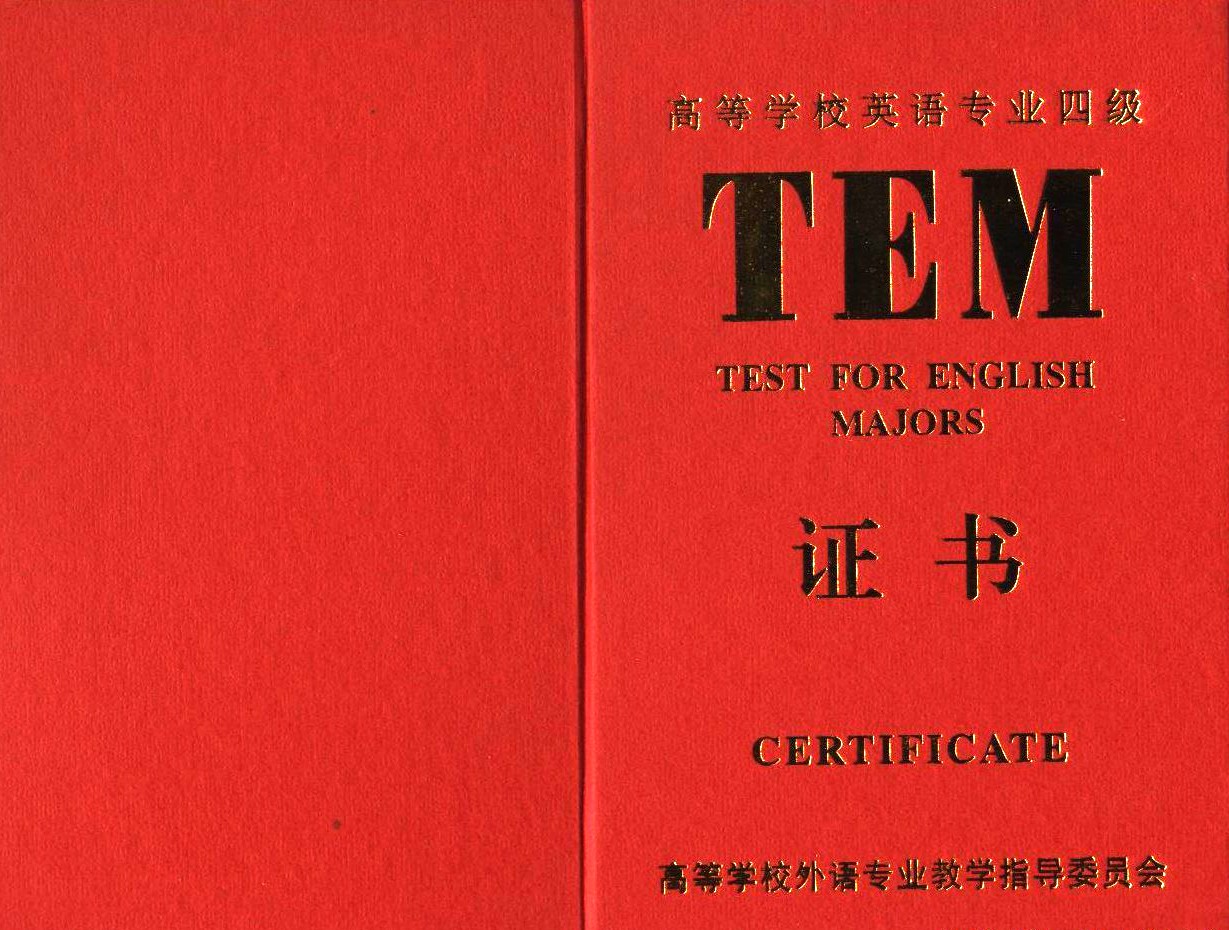 高等学校英语专业四级
TEM
TEST FOR ENGLISH
MAJORS
证书
CERTIFICATE
高等学校外语专业教学指导委员会